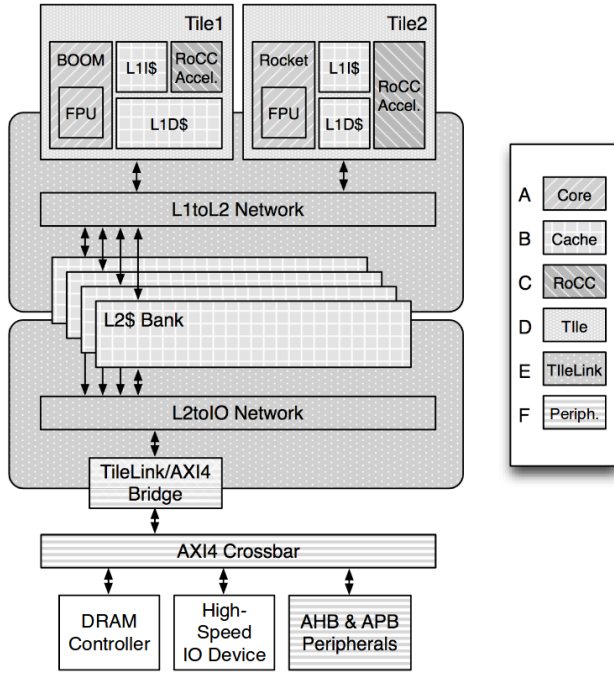 Tile1
BOOM
FPU
L1I$
RoCC
Accel.
L1D$
Tile2
Rocket
FPU
L1I$
L1D$
RoCC
Accel.
L1toL2 Network
L2$ Bank
L2toIO Network
TileLink/AXI4
Bridge
AXI4 Crossbar
DRAM
Controller
High-
Speed
IO Device
AHB & APB
Peripherals
A Core
B Cache
C RoCC
D TIle
E TIleLink
F Periph.